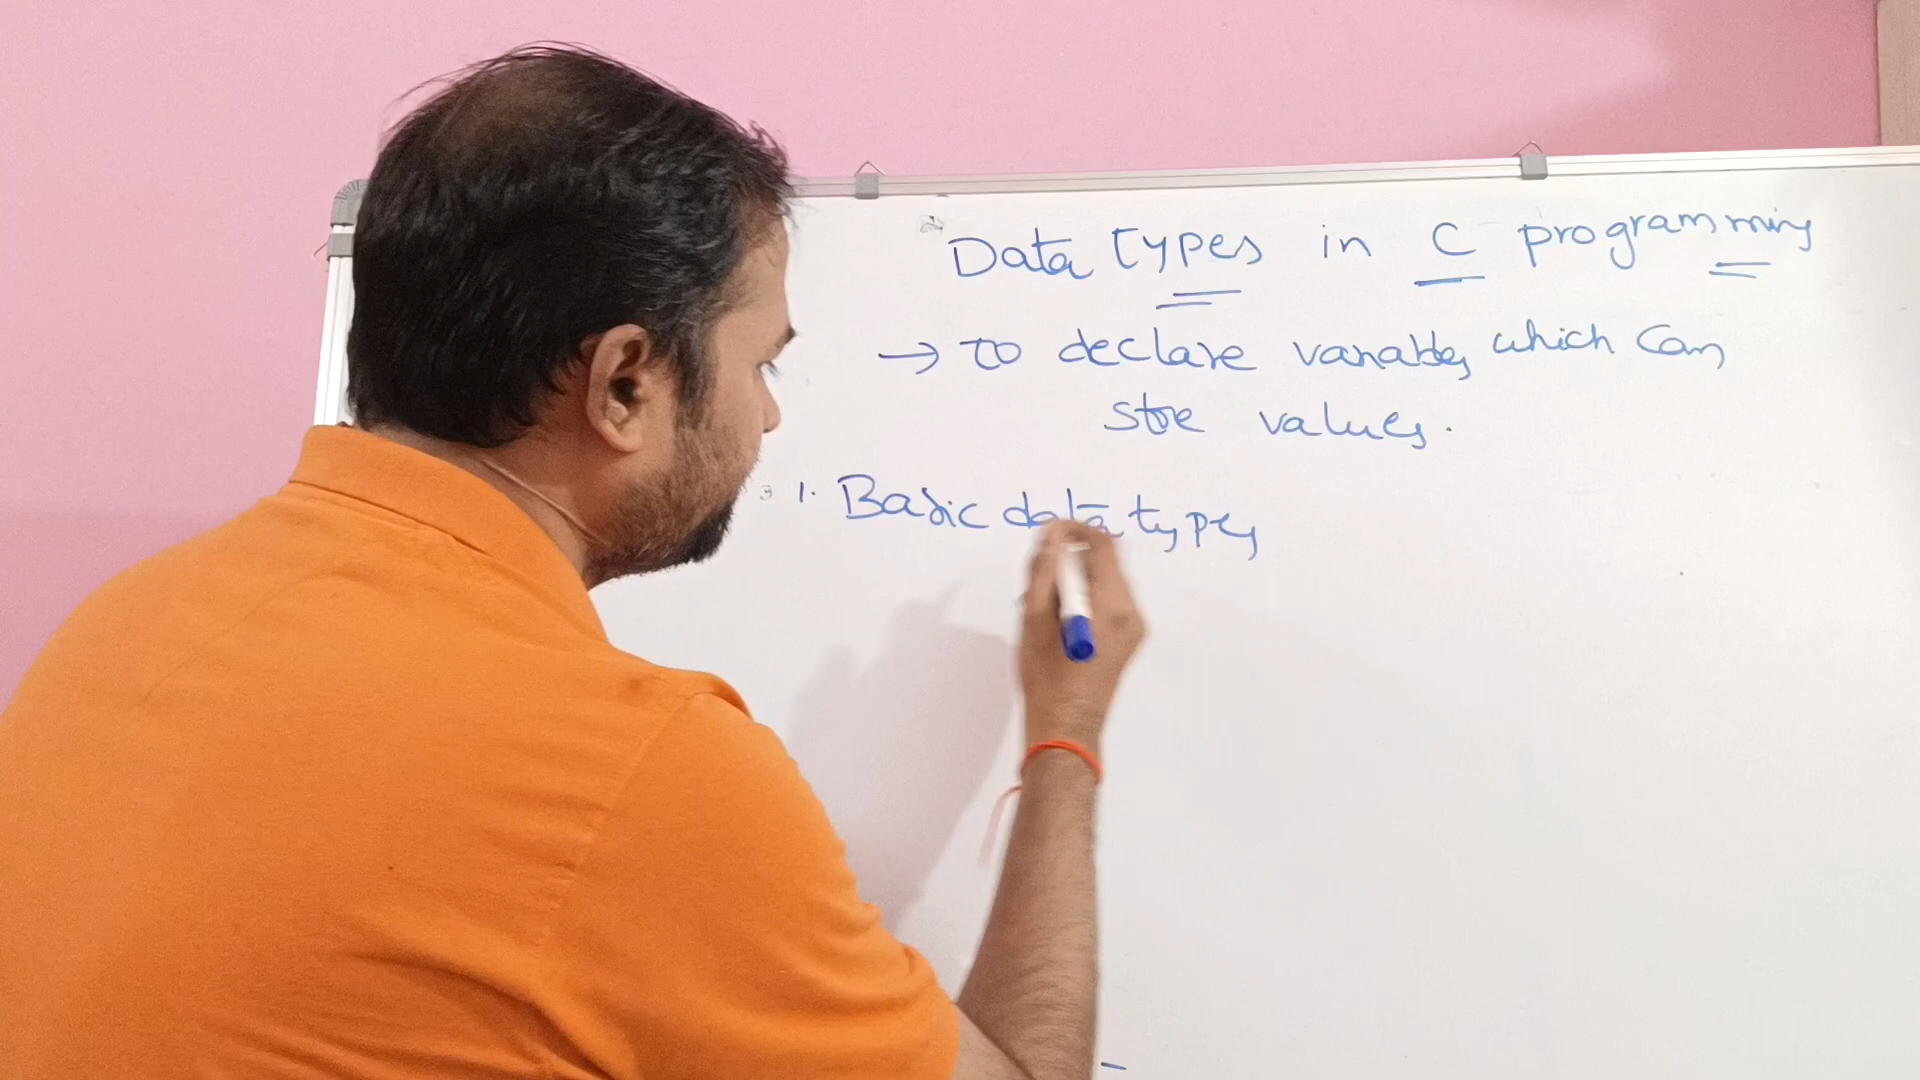 Data types in C programming
→ to declare variables which can
store values.
1. Basic data types